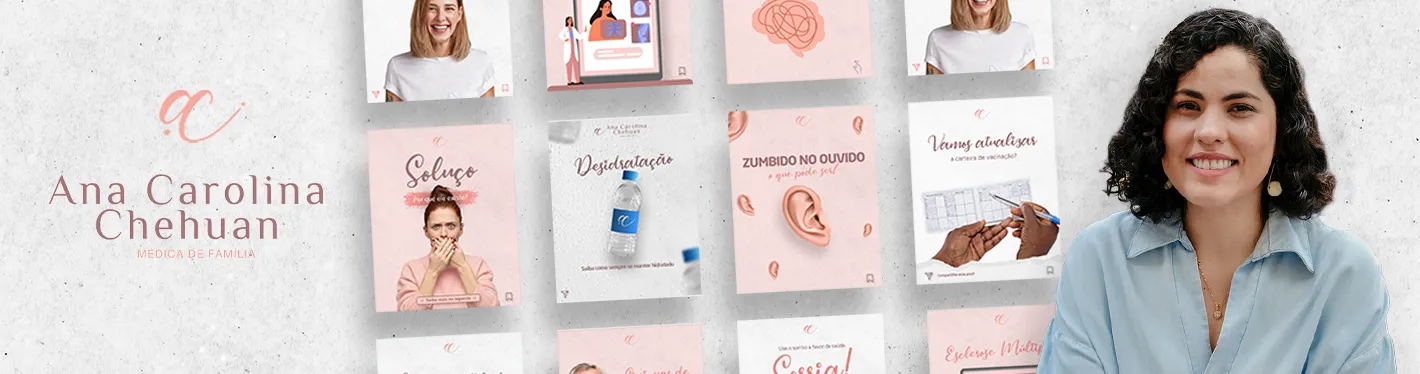 ac
Ana Carolina
Chehuan
MÉDICA DE FAMÍLIA
Soluço
Por que ele existe?
Ana Carolina
Chehuan
Desidratação
Saiba como sempre se manter hidratado
ZUMBIDO NO OUVIDO
o que pode ser?
Vamos atualizar
a carteira de vacinação?
Use o sorriso a favor da saúde
Sorria!
Esclerose Múltip